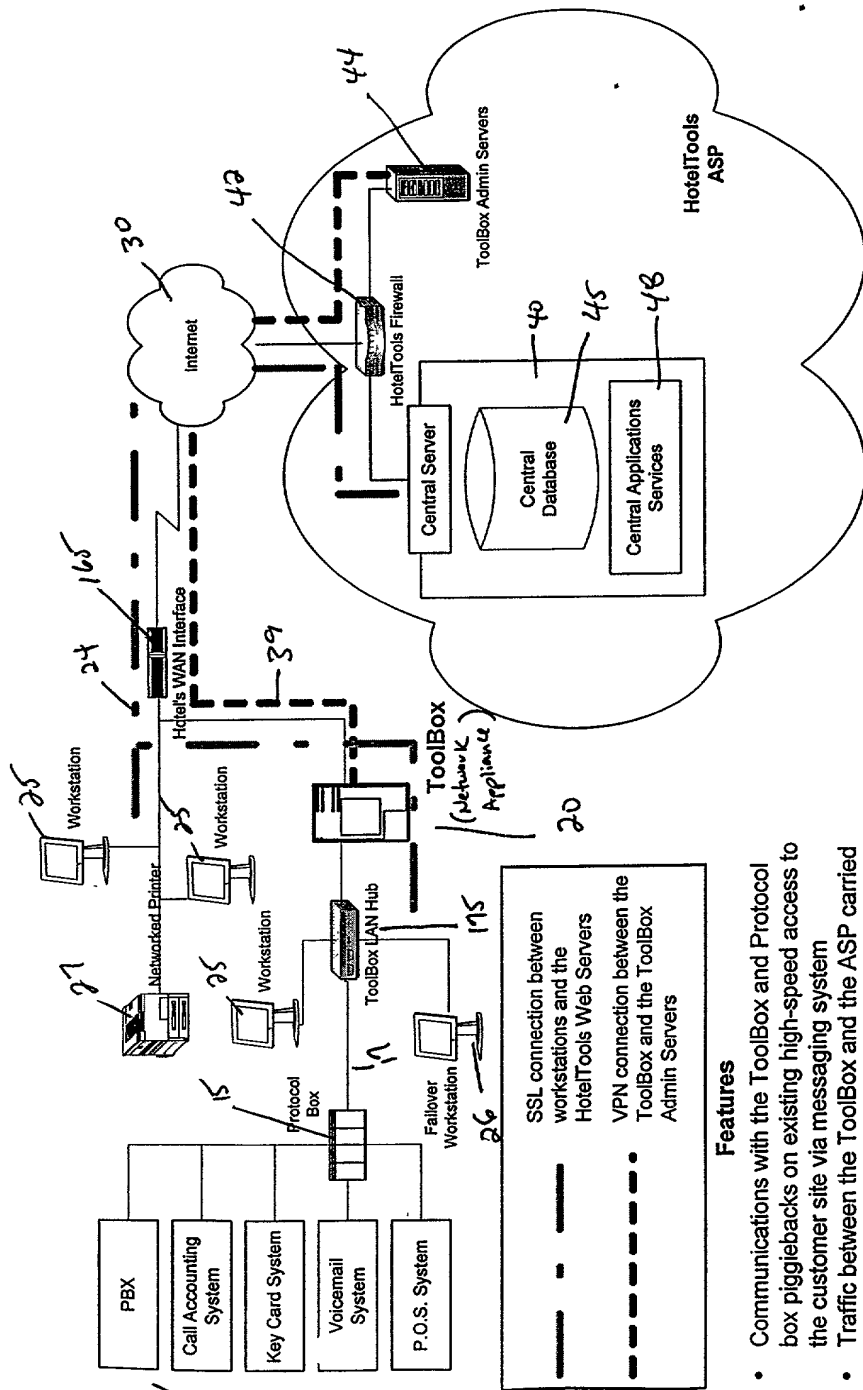 PBX
Call Accounting
System
Key Card System
Voicemail
System
P.O.S. System
15
Protocol
Box
17
27
Networked Printer
25
Workstation
25
Workstation
25
Workstation
Failover
Workstation
26
ToolBox LAN Hub
175
ToolBox
(Network
Appliance)
20
24
165
Hotel's WAN Interface
39
30
Internet
42
HotelTools Firewall
44
ToolBox Admin Servers
Central Server
40
Central
Database
45
Central Applications
Services
48
HotelTools
ASP
SSL connection between
workstations and the
HotelTools Web Servers
VPN connection between the
ToolBox and the ToolBox
Admin Servers
Features
• Communications with the ToolBox and Protocol
box piggiebacks on existing high-speed access to
the customer site via messaging system
• Traffic between the ToolBox and the ASP carried